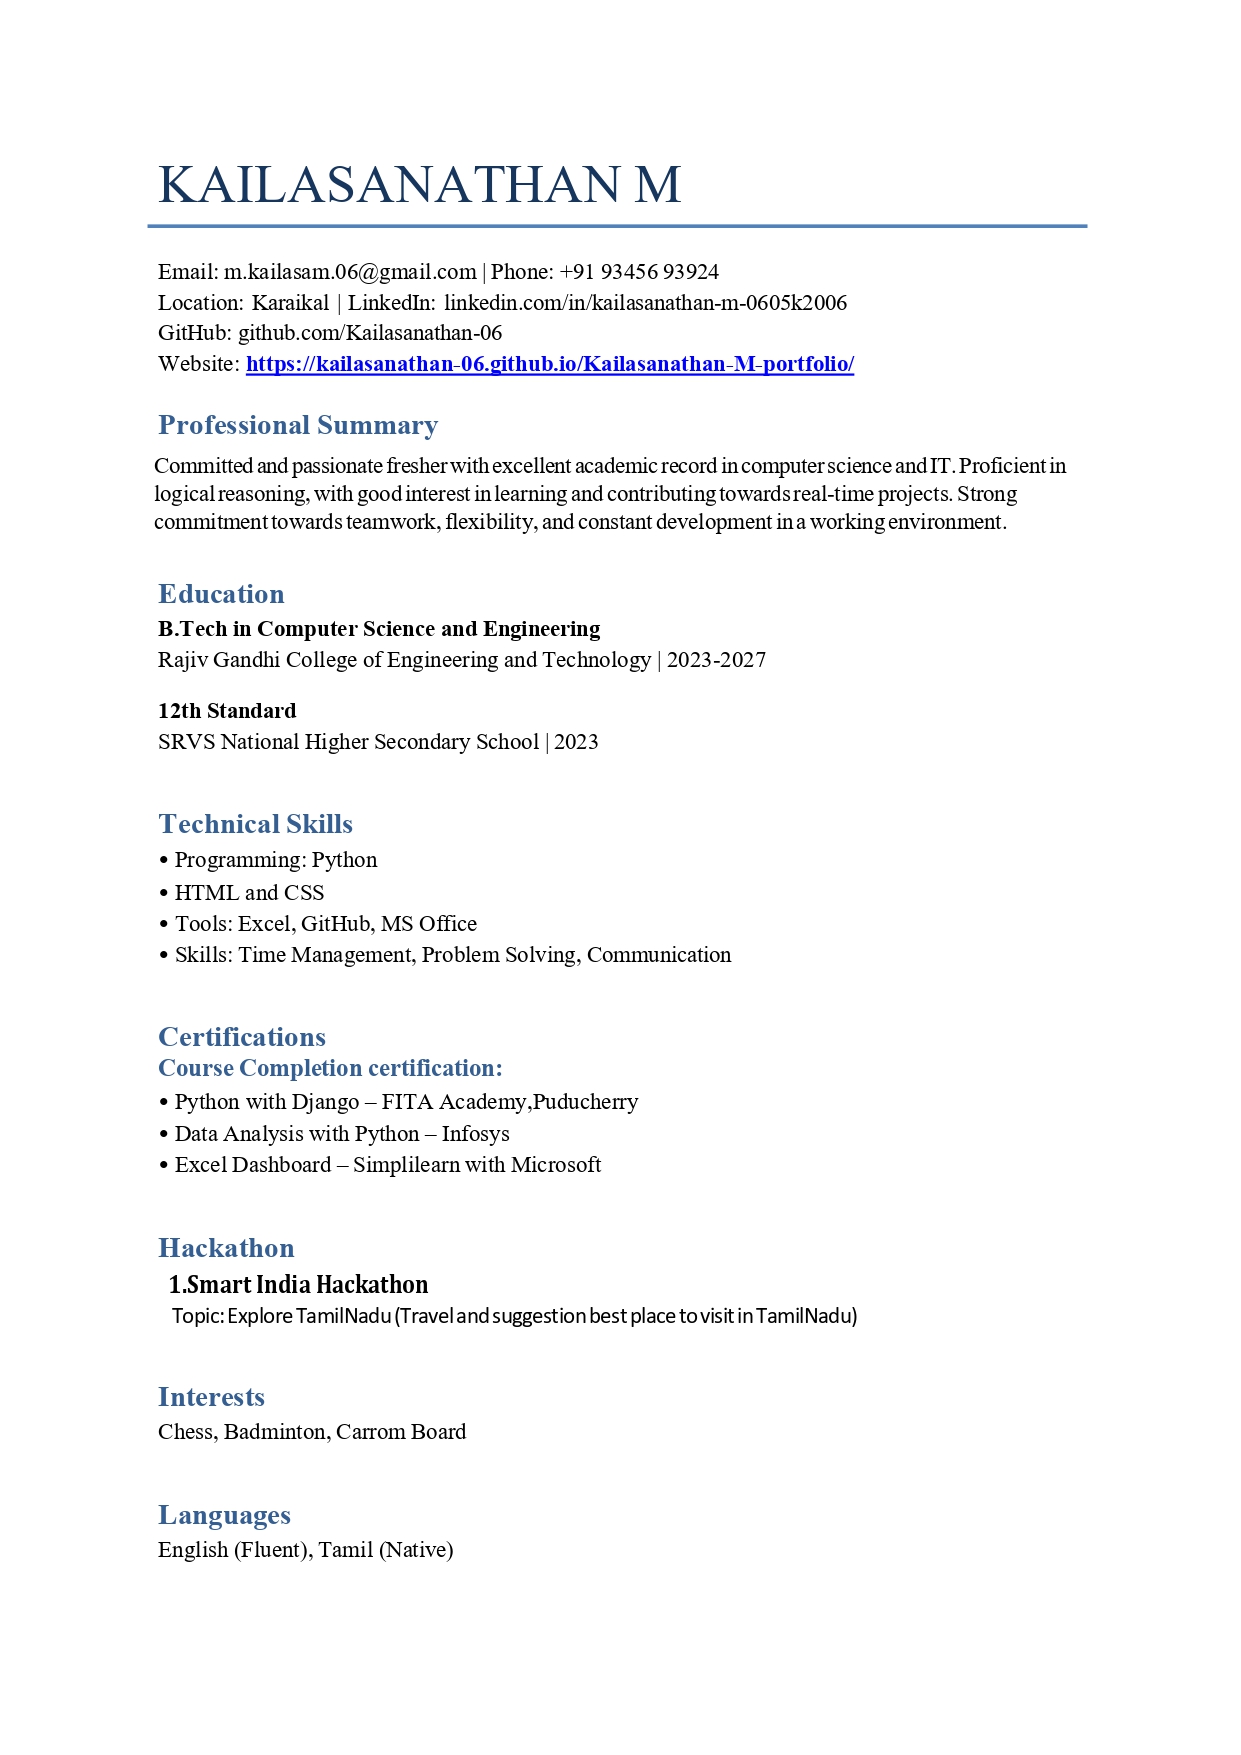 KAILASANATHAN M
Email: m.kailasam.06@gmail.com | Phone: +91 93456 93924
Location: Karaikal | LinkedIn: linkedin.com/in/kailasanathan-m-0605k2006
GitHub: github.com/Kailasanathan-06
Website: https://kailasanathan-06.github.io/Kailasanathan-M-portfolio/
Professional Summary
Committed and passionate fresher with excellent academic record in computer science and IT. Proficient in
logical reasoning, with good interest in learning and contributing towards real-time projects. Strong
commitment towards teamwork, flexibility, and constant development in a working environment.
Education
B.Tech in Computer Science and Engineering
Rajiv Gandhi College of Engineering and Technology | 2023-2027
12th Standard
SRVS National Higher Secondary School | 2023
Technical Skills
• Programming: Python
• HTML and CSS
• Tools: Excel, GitHub, MS Office
• Skills: Time Management, Problem Solving, Communication
Certifications
Course Completion certification:
• Python with Django – FITA Academy,Puducherry
• Data Analysis with Python – Infosys
• Excel Dashboard – Simplilearn with Microsoft
Hackathon
1.Smart India Hackathon
Topic: Explore TamilNadu (Travel and suggestion best place to visit in TamilNadu)
Interests
Chess, Badminton, Carrom Board
Languages
English (Fluent), Tamil (Native)